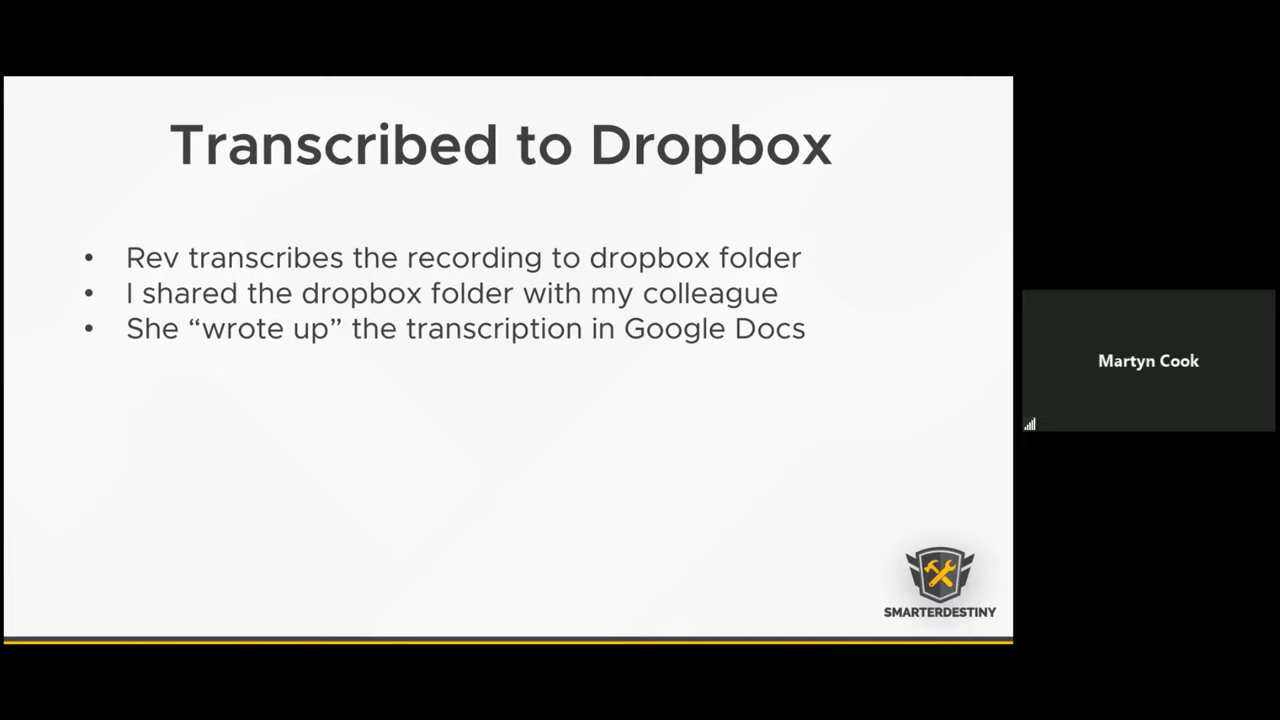 Transcribed to Dropbox
• Rev transcribes the recording to dropbox folder
• I shared the dropbox folder with my colleague
• She “wrote up” the transcription in Google Docs
Martyn Cook
SMARTERDESTINY